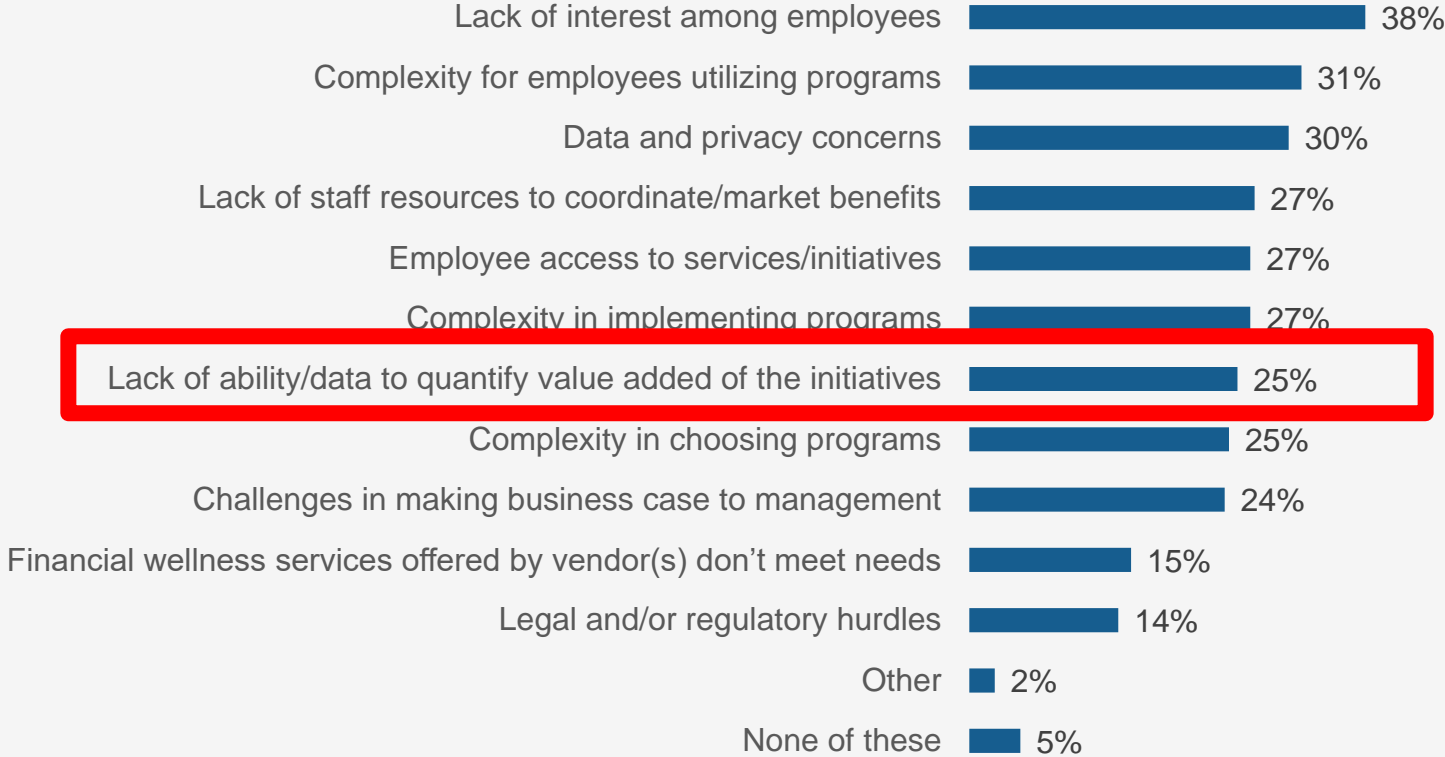 Lack of interest among employees 38%
Complexity for employees utilizing programs 31%
Data and privacy concerns 30%
Lack of staff resources to coordinate/market benefits 27%
Employee access to services/initiatives 27%
Complexity in implementing programs 27%
Lack of ability/data to quantify value added of the initiatives 25%
Complexity in choosing programs 25%
Challenges in making business case to management 24%
Financial wellness services offered by vendor(s) don’t meet needs 15%
Legal and/or regulatory hurdles 14%
Other 2%
None of these 5%